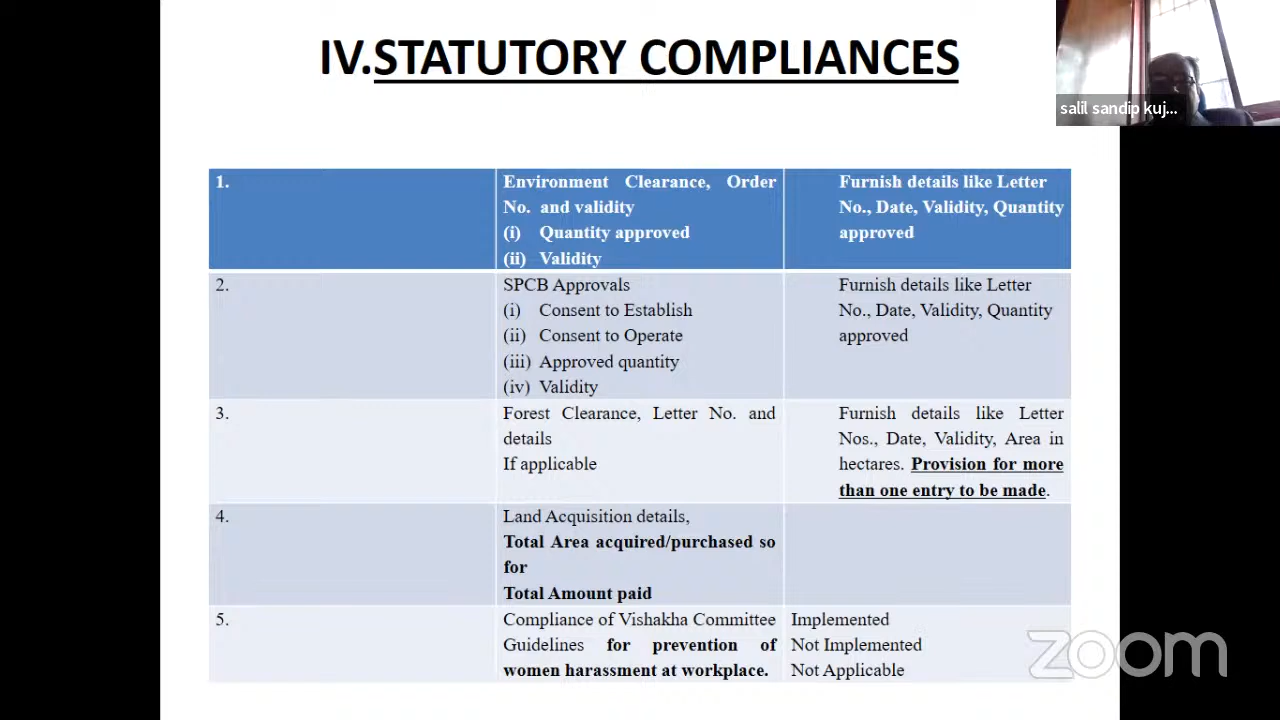 IV.STATUTORY COMPLIANCES
salil sandip kuj...
1.
Environment Clearance, Order
No. and validity
(i) Quantity approved
(ii) Validity
Furnish details like Letter
No., Date, Validity, Quantity
approved
2.
SPCB Approvals
(i) Consent to Establish
(ii) Consent to Operate
(iii) Approved quantity
(iv) Validity
Furnish details like Letter
No., Date, Validity, Quantity
approved
3.
Forest Clearance, Letter No. and
details
If applicable
Furnish details like Letter
Nos., Date, Validity, Area in
hectares. Provision for more
than one entry to be made.
4.
Land Acquisition details,
Total Area acquired/purchased so
for
Total Amount paid
5.
Compliance of Vishakha Committee
Guidelines for prevention of
women harassment at workplace.
Implemented
Not Implemented
Not Applicable
zoom